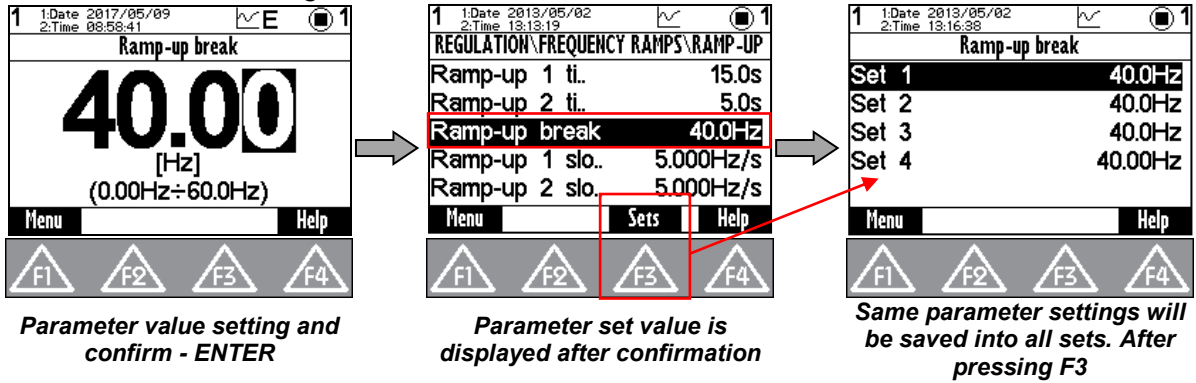 1 1:Date 2017/05/09 E 1
2:Time 08:58:41
Ramp-up break
40.00
[Hz]
(0.00Hz÷60.0Hz)
Menu Help
F1 F2 F3 F4
Parameter value setting and
confirm - ENTER
1 1:Date 2013/05/02 1
2:Time 13:13:19
REGULATION\FREQUENCY RAMPS\RAMP-UP
Ramp-up 1 ti.. 15.0s
Ramp-up 2 ti.. 5.0s
Ramp-up break 40.0Hz
Ramp-up 1 slo.. 5.000Hz/s
Ramp-up 2 slo.. 5.000Hz/s
Menu Sets Help
F1 F2 F3 F4
Parameter set value is
displayed after confirmation
1 1:Date 2013/05/02 1
2:Time 13:16:38
Ramp-up break
Set 1 40.0Hz
Set 2 40.0Hz
Set 3 40.0Hz
Set 4 40.00Hz
Menu Help
F1 F2 F3 F4
Same parameter settings will
be saved into all sets. After
pressing F3